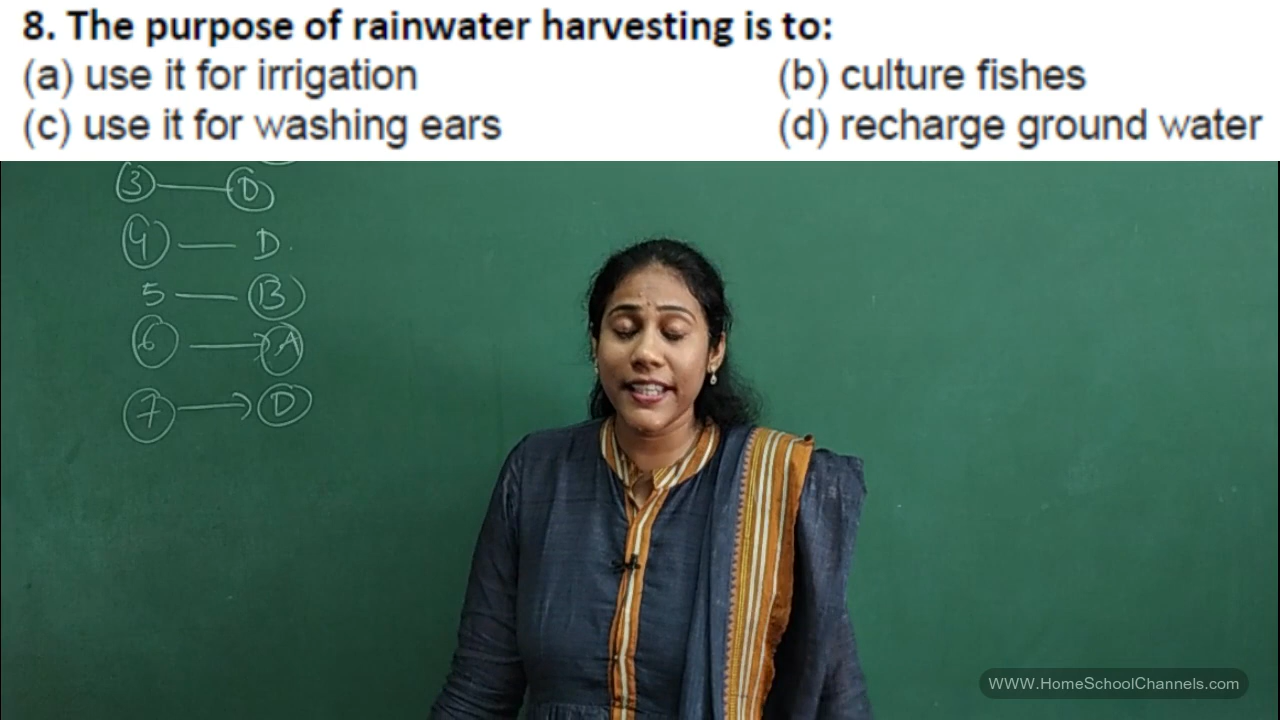 8. The purpose of rainwater harvesting is to:
(a) use it for irrigation (b) culture fishes
(c) use it for washing ears (d) recharge ground water
3 — D
4 — D.
5 — B
6 → A
7 → D
WWW.HomeSchoolChannels.com